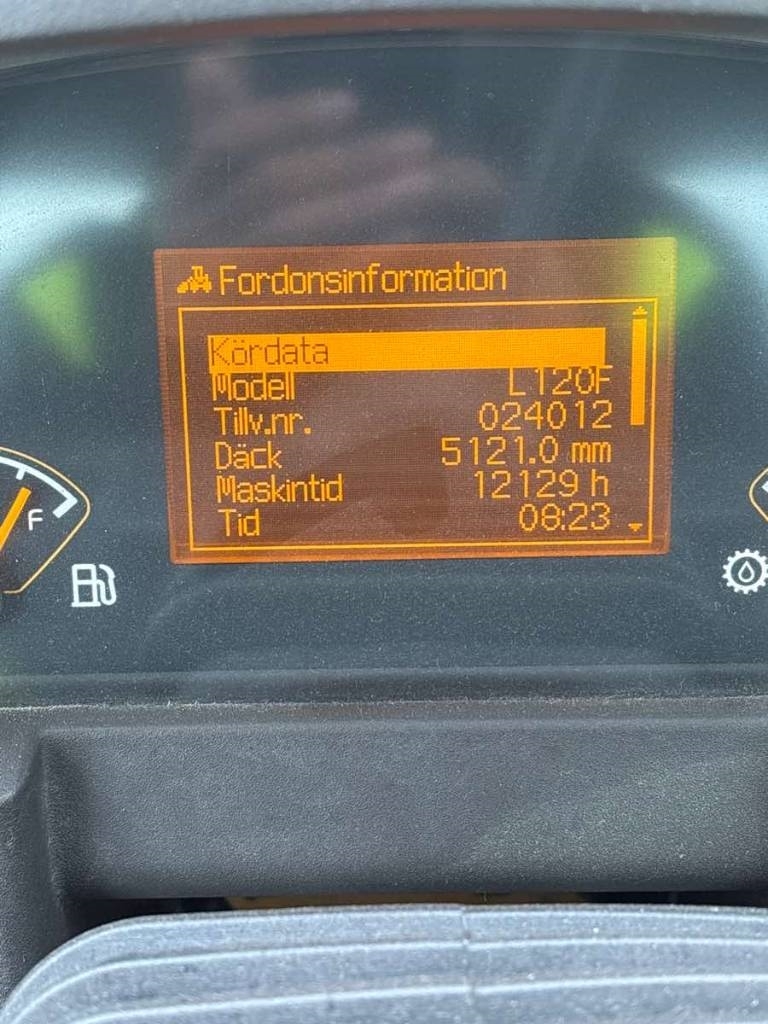 Fordonsinformation
Kördata
Modell L120F
Tillv.nr. 024012
Däck 5121.0 mm
Maskintid 12129 h
Tid 08:23
F